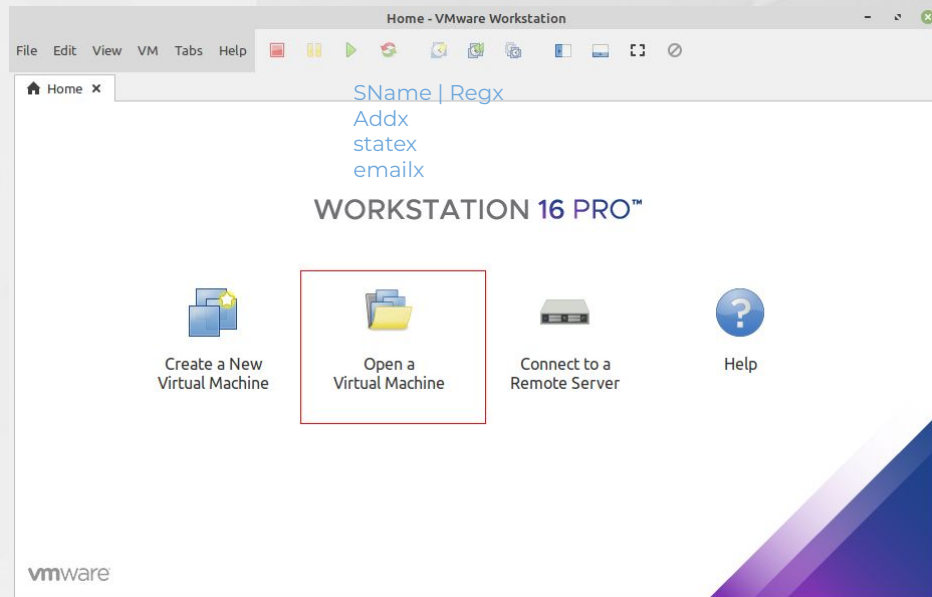 Home - VMware Workstation
File Edit View VM Tabs Help
Home
SName | Regx
Addx
statex
emailx
WORKSTATION 16 PRO™
Create a New
Virtual Machine
Open a
Virtual Machine
Connect to a
Remote Server
Help
vmware